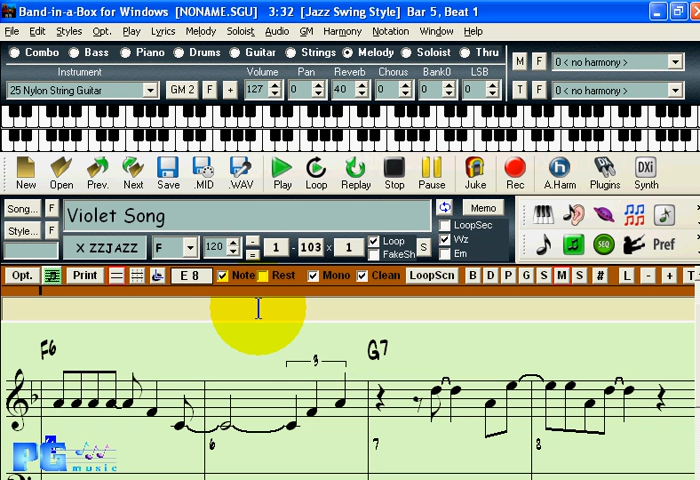 Band-in-a-Box for Windows [NONAME.SGU] 3:32 [Jazz Swing Style] Bar 5, Beat 1
File Edit Styles Opt. Play Lyrics Melody Soloist Audio GM Harmony Notation Window Help
Combo Bass Piano Drums Guitar Strings Melody Soloist Thru
M F 0 < no harmony >
Instrument Volume Pan Reverb Chorus Bank0 LSB
25 Nylon String Guitar GM 2 F + 127 0 40 0 0 0
T F 0 < no harmony >
New Open Prev. Next Save .MID .WAV Play Loop Replay Stop Pause Juke Rec A.Harm Plugins Synth
DXi
Song... F Violet Song Memo
LoopSec
Style... F X ZZJAZZ F 120 - = 1 - 103 x 1 Loop S Wz
FakeSh Em
SEQ Pref
Opt. Print E 8 Note Rest Mono Clean LoopScn B D P G S M S # L - + T
F6 G7
3
6 7 8
PG music